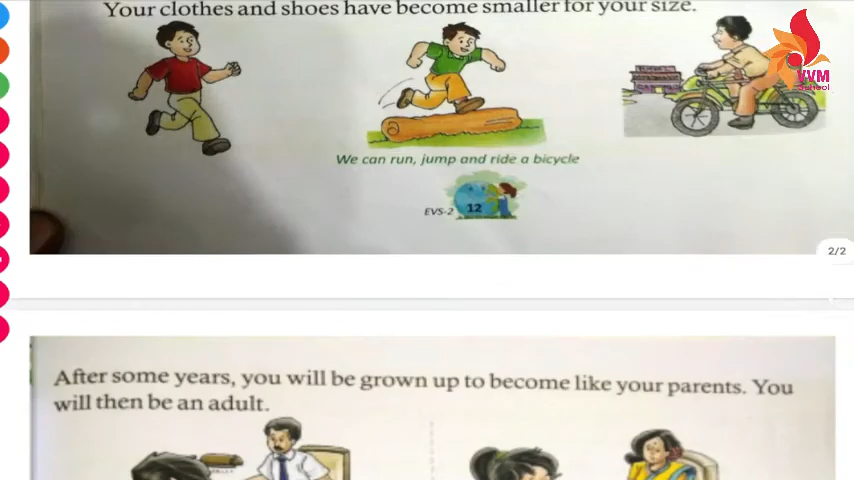 Your clothes and shoes have become smaller for your size.
VVM
School
We can run, jump and ride a bicycle
EVS-2 12
2/2
After some years, you will be grown up to become like your parents. You
will then be an adult.